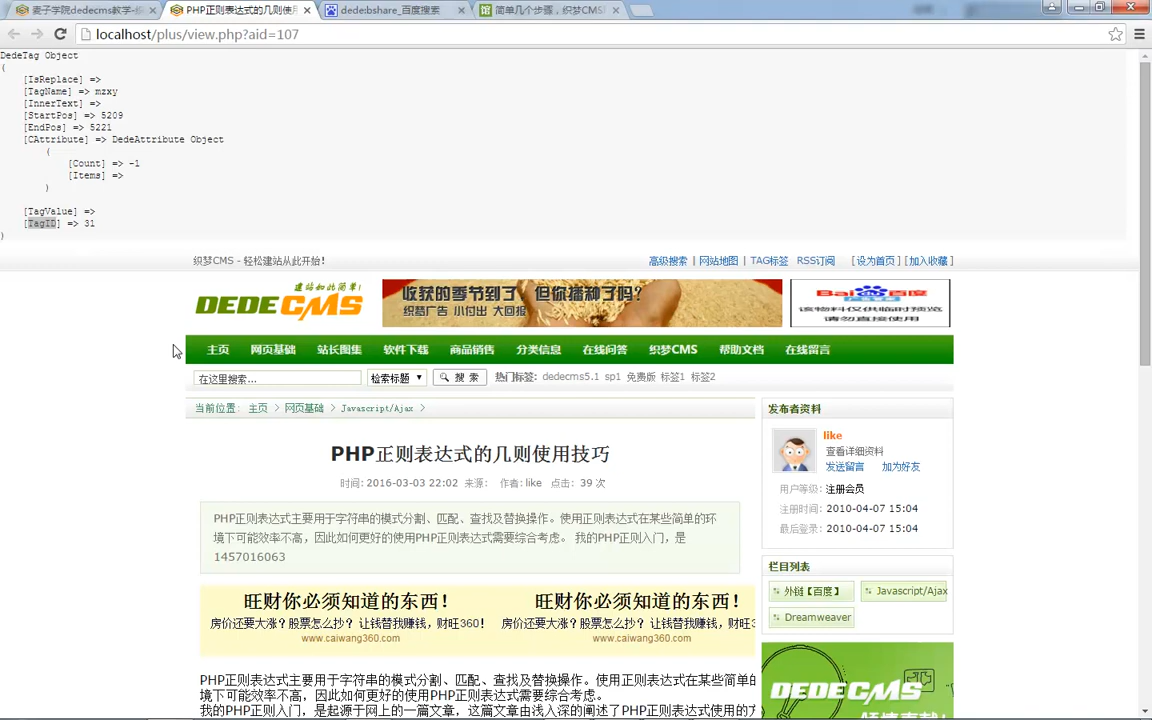 麦子学院dedecms教学-
PHP正则表达式的几则使用
dede:bshare_百度搜索
简单几个步骤，织梦CMS
localhost/plus/view.php?aid=107
DedeTag Object
(
[IsReplace] =>
[TagName] => mzxy
[InnerText] =>
[StartPos] => 5209
[EndPos] => 5221
[CAttribute] => DedeAttribute Object
(
[Count] => -1
[Items] =>
)
[TagValue] =>
[TagID] => 31
)
织梦CMS - 轻松建站从此开始！
高级搜索 | 网站地图 | TAG标签 RSS订阅 [设为首页] [加入收藏]
建站如此简单！
DEDECMS
收获的季节到了 但你播种了吗？
织梦广告 小付出 大回报
Bai 百度
该物料仅供临时预览
请勿直接使用
主页 网页基础 站长图集 软件下载 商品销售 分类信息 在线问答 织梦CMS 帮助文档 在线留言
在这里搜索... 检索标题 搜 索 热门标签: dedecms5.1 sp1 免费版 标签1 标签2
当前位置: 主页 > 网页基础 > Javascript/Ajax >
发布者资料
PHP正则表达式的几则使用技巧
like
查看详细资料
发送留言 加为好友
时间:2016-03-03 22:02 来源: 作者:like 点击: 39 次
用户等级: 注册会员
注册时间: 2010-04-07 15:04
最后登录: 2010-04-07 15:04
PHP正则表达式主要用于字符串的模式分割、匹配、查找及替换操作。使用正则表达式在某些简单的环
境下可能效率不高，因此如何更好的使用PHP正则表达式需要综合考虑。 我的PHP正则入门，是
1457016063
栏目列表
外链【百度】 Javascript/Ajax
Dreamweaver
旺财你必须知道的东西！ 旺财你必须知道的东西！
房价还要大涨？股票怎么抄？让钱替我赚钱，财旺360！ 房价还要大涨？股票怎么抄？让钱替我赚钱，财旺3
www.caiwang360.com www.caiwang360.com
PHP正则表达式主要用于字符串的模式分割、匹配、查找及替换操作。使用正则表达式在某些简单的
境下可能效率不高，因此如何更好的使用PHP正则表达式需要综合考虑。
我的PHP正则入门，是起源于网上的一篇文章，这篇文章由浅入深的阐述了PHP正则表达式使用的方
DEDECMS